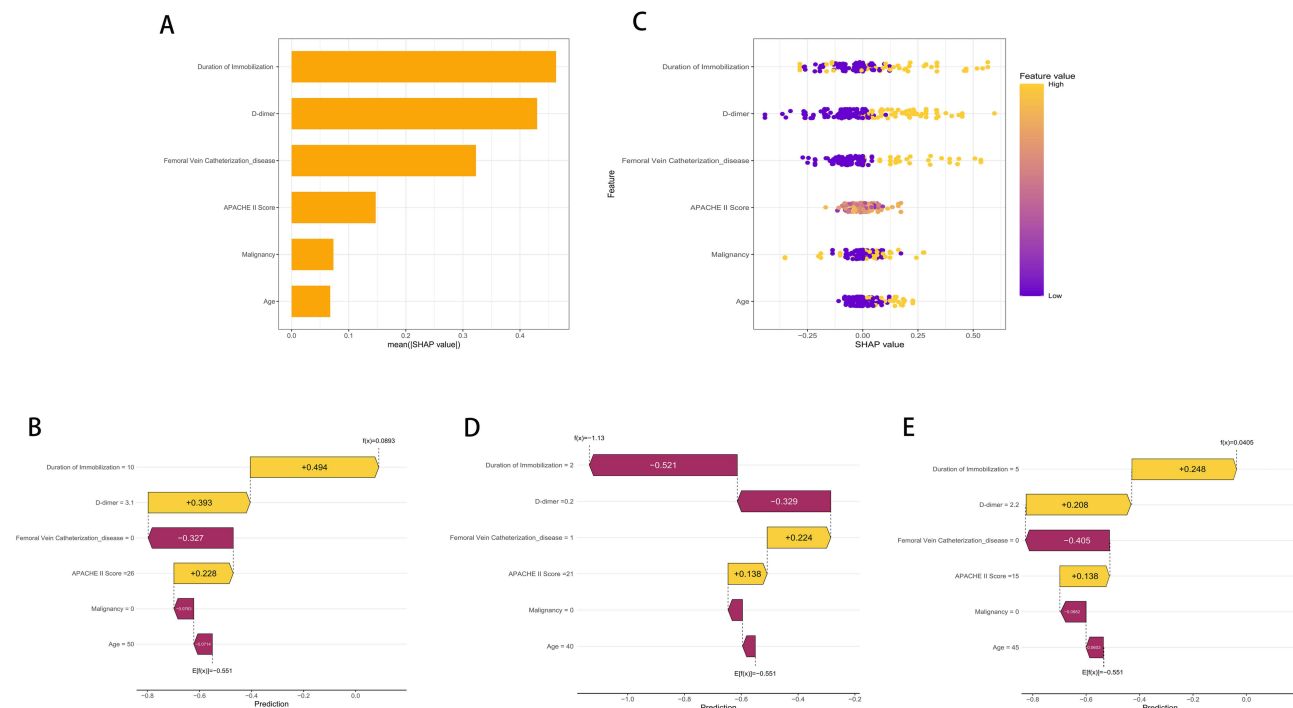 A
Duration of Immobilization
D-dimer
Femoral Vein Catheterization_disease
APACHE II Score
Malignancy
Age
0.0 0.1 0.2 0.3 0.4
mean(|SHAP value|)
C
Feature
Duration of Immobilization
D-dimer
Femoral Vein Catheterization_disease
APACHE II Score
Malignancy
Age
−0.25 0.00 0.25 0.50
SHAP value
Feature value
High
Low
B
f(x)=0.0893
Duration of Immobilization = 10
+0.494
D-dimer = 3.1
+0.393
Femoral Vein Catheterization_disease = 0
−0.327
APACHE II Score =26
+0.228
Malignancy = 0
Age = 50
−0.0714
E[f(x)]=−0.551
−0.8 −0.6 −0.4 −0.2 0.0
Prediction
D
f(x)=−1.13
Duration of Immobilization = 2
−0.521
D-dimer =0.2
−0.329
Femoral Vein Catheterization_disease = 1
+0.224
APACHE II Score =21
+0.138
Malignancy = 0
Age = 40
E[f(x)]=−0.551
−1.0 −0.8 −0.6 −0.4 −0.2
Prediction
E
f(x)=0.0405
Duration of Immobilization = 5
+0.248
D-dimer = 2.2
+0.208
Femoral Vein Catheterization_disease = 0
−0.405
APACHE II Score =15
+0.138
Malignancy = 0
Age = 45
E[f(x)]=−0.551
−0.8 −0.6 −0.4 −0.2 0.0
Prediction